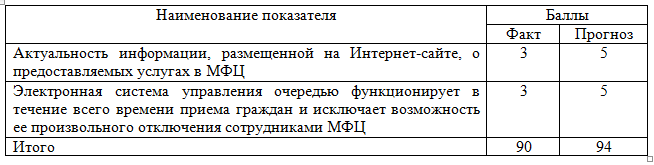 Наименование показателя Баллы
Факт Прогноз
Актуальность информации, размещенной на Интернет-сайте, о 3 5
предоставляемых услугах в МФЦ
Электронная система управления очередью функционирует в 3 5
течение всего времени приема граждан и исключает возможность
ее произвольного отключения сотрудниками МФЦ
Итого 90 94